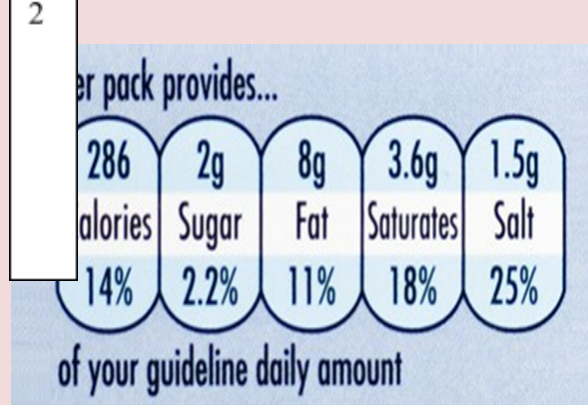 2
er pack provides...
286 2g 8g 3.6g 1.5g
alories Sugar Fat Saturates Salt
14% 2.2% 11% 18% 25%
of your guideline daily amount